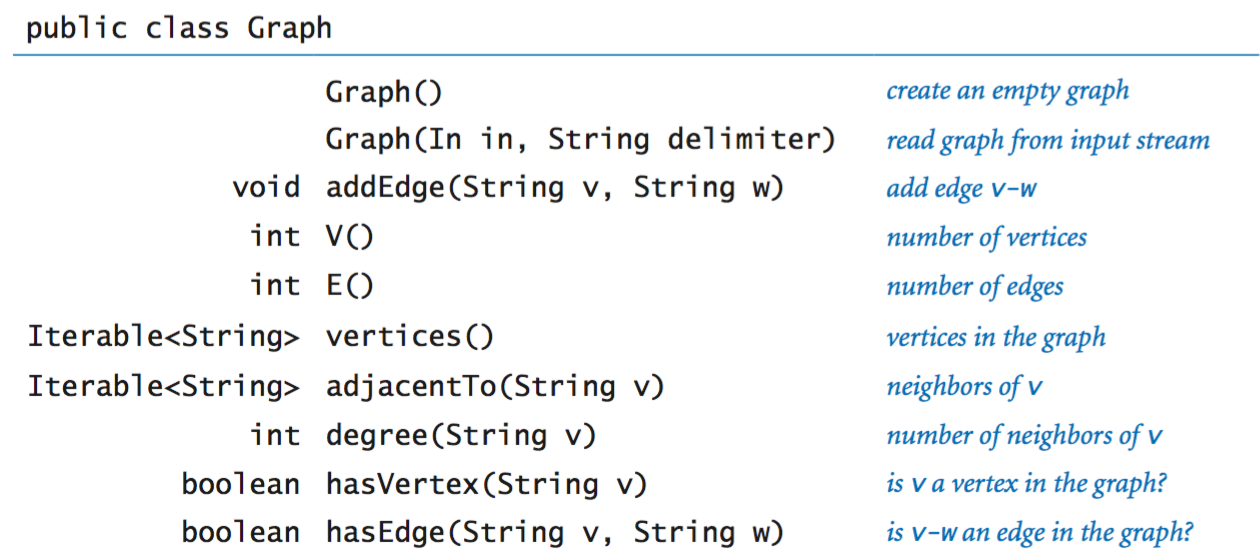 public class Graph
Graph() create an empty graph
Graph(In in, String delimiter) read graph from input stream
void addEdge(String v, String w) add edge v-w
int V() number of vertices
int E() number of edges
Iterable<String> vertices() vertices in the graph
Iterable<String> adjacentTo(String v) neighbors of v
int degree(String v) number of neighbors of v
boolean hasVertex(String v) is v a vertex in the graph?
boolean hasEdge(String v, String w) is v-w an edge in the graph?